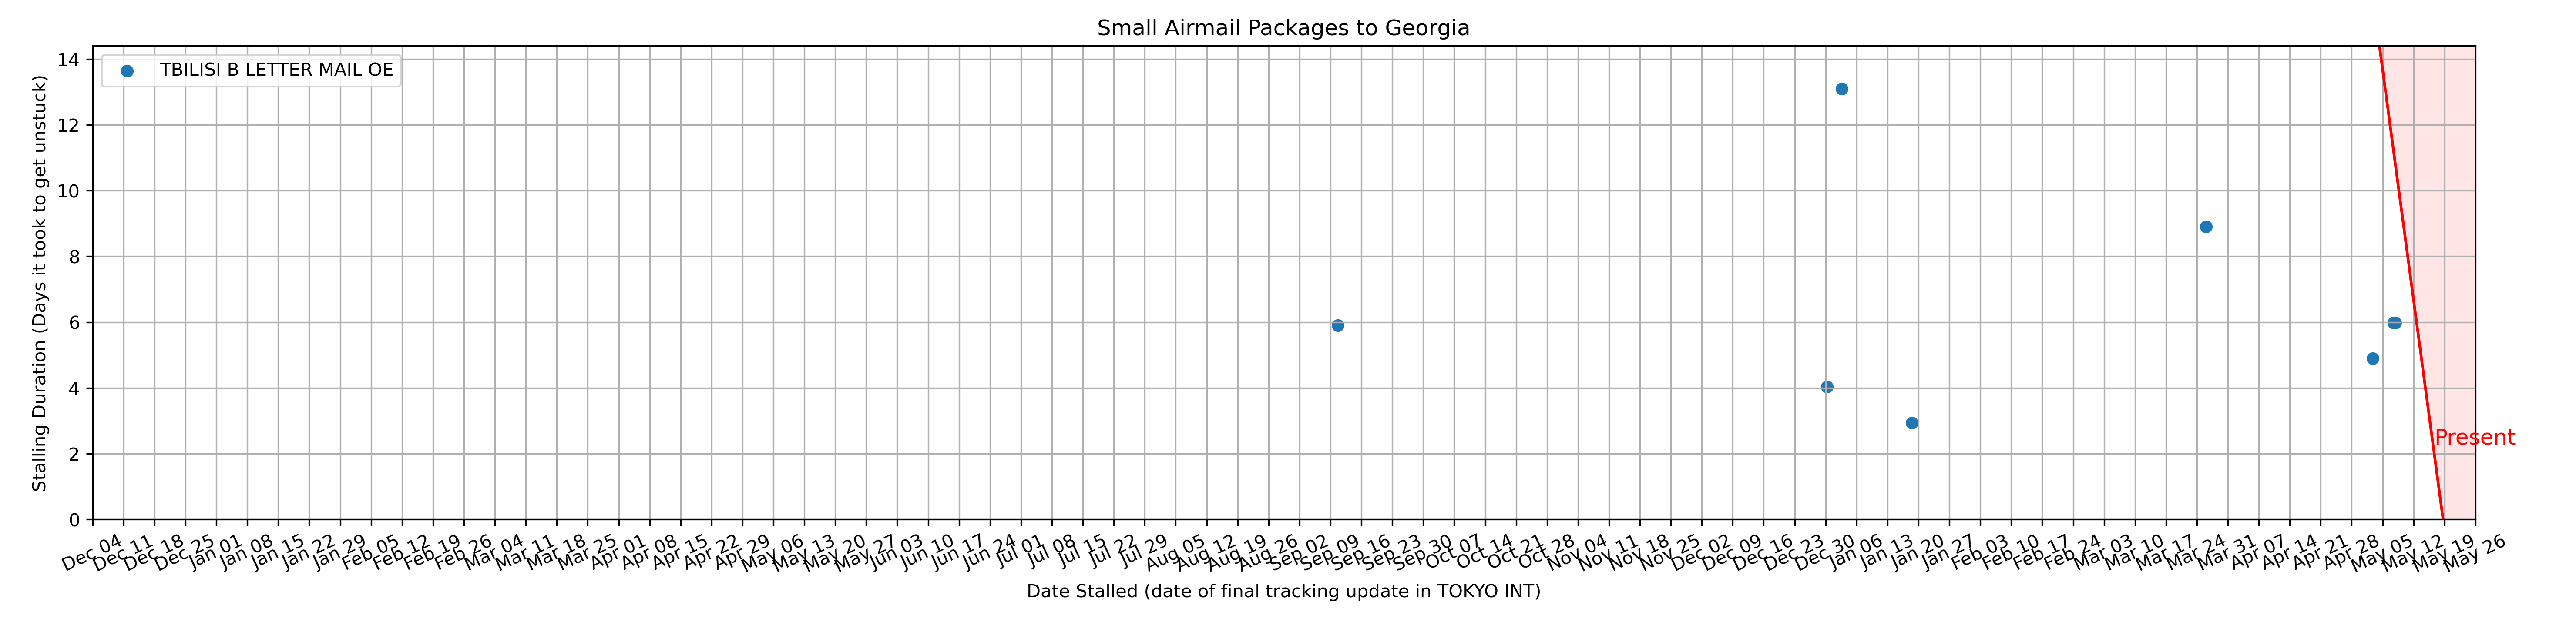 Small Airmail Packages to Georgia
TBILISI B LETTER MAIL OE
Stalling Duration (Days it took to get unstuck)
14
12
10
8
6
4
2
0
Present
Dec 04
Dec 11
Dec 18
Dec 25
Jan 01
Jan 08
Jan 15
Jan 22
Jan 29
Feb 05
Feb 12
Feb 19
Feb 26
Mar 04
Mar 11
Mar 18
Mar 25
Apr 01
Apr 08
Apr 15
Apr 22
Apr 29
May 06
May 13
May 20
May 27
Jun 03
Jun 10
Jun 17
Jun 24
Jul 01
Jul 08
Jul 15
Jul 22
Jul 29
Aug 05
Aug 12
Aug 19
Aug 26
Sep 02
Sep 09
Sep 16
Sep 23
Sep 30
Oct 07
Oct 14
Oct 21
Oct 28
Nov 04
Nov 11
Nov 18
Nov 25
Dec 02
Dec 09
Dec 16
Dec 23
Dec 30
Jan 06
Jan 13
Jan 20
Jan 27
Feb 03
Feb 10
Feb 17
Feb 24
Mar 03
Mar 10
Mar 17
Mar 24
Mar 31
Apr 07
Apr 14
Apr 21
Apr 28
May 05
May 12
May 19
May 26
Date Stalled (date of final tracking update in TOKYO INT)